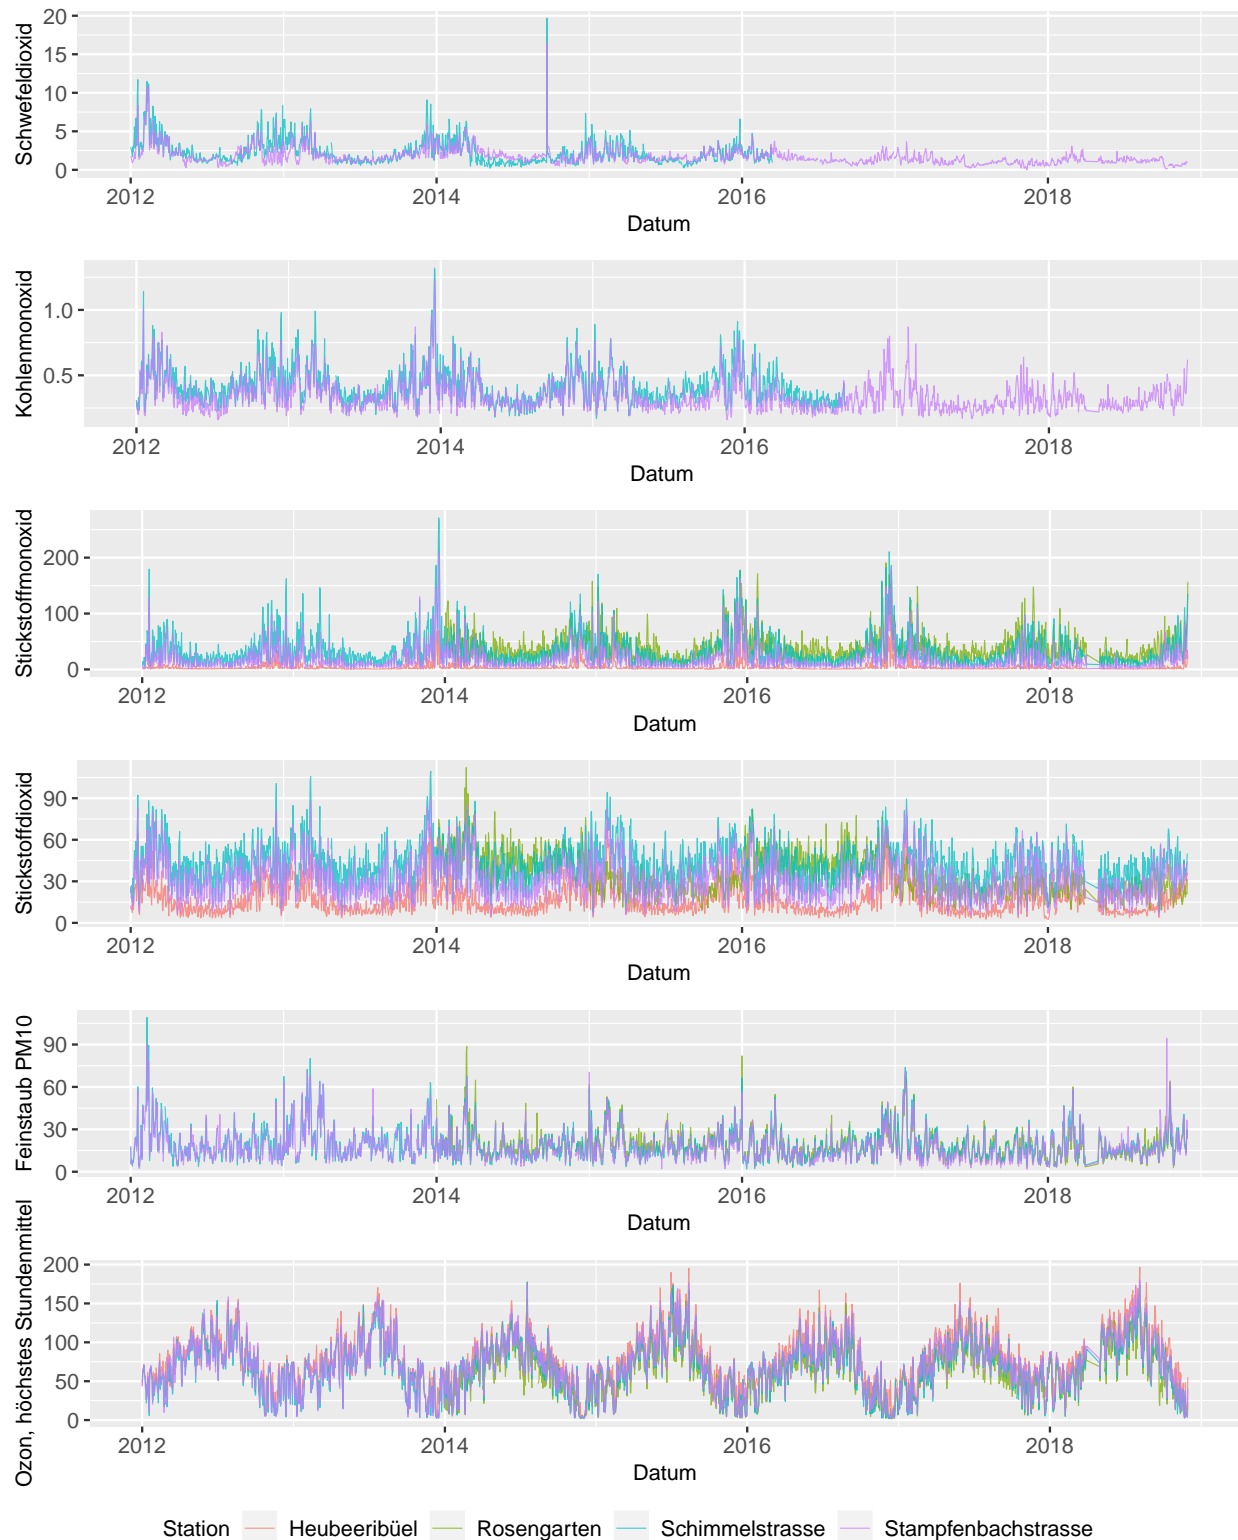 Schwefeldioxid
20
15
10
5
0
2012 2014 2016 2018
Datum
Kohlenmonoxid
1.0
0.5
2012 2014 2016 2018
Datum
Stickstoffmonoxid
200
100
0
2012 2014 2016 2018
Datum
Stickstoffdioxid
90
60
30
0
2012 2014 2016 2018
Datum
Feinstaub PM10
90
60
30
0
2012 2014 2016 2018
Datum
Ozon, höchstes Stundenmittel
200
150
100
50
0
2012 2014 2016 2018
Datum
Station Heubeeribüel Rosengarten Schimmelstrasse Stampfenbachstrasse